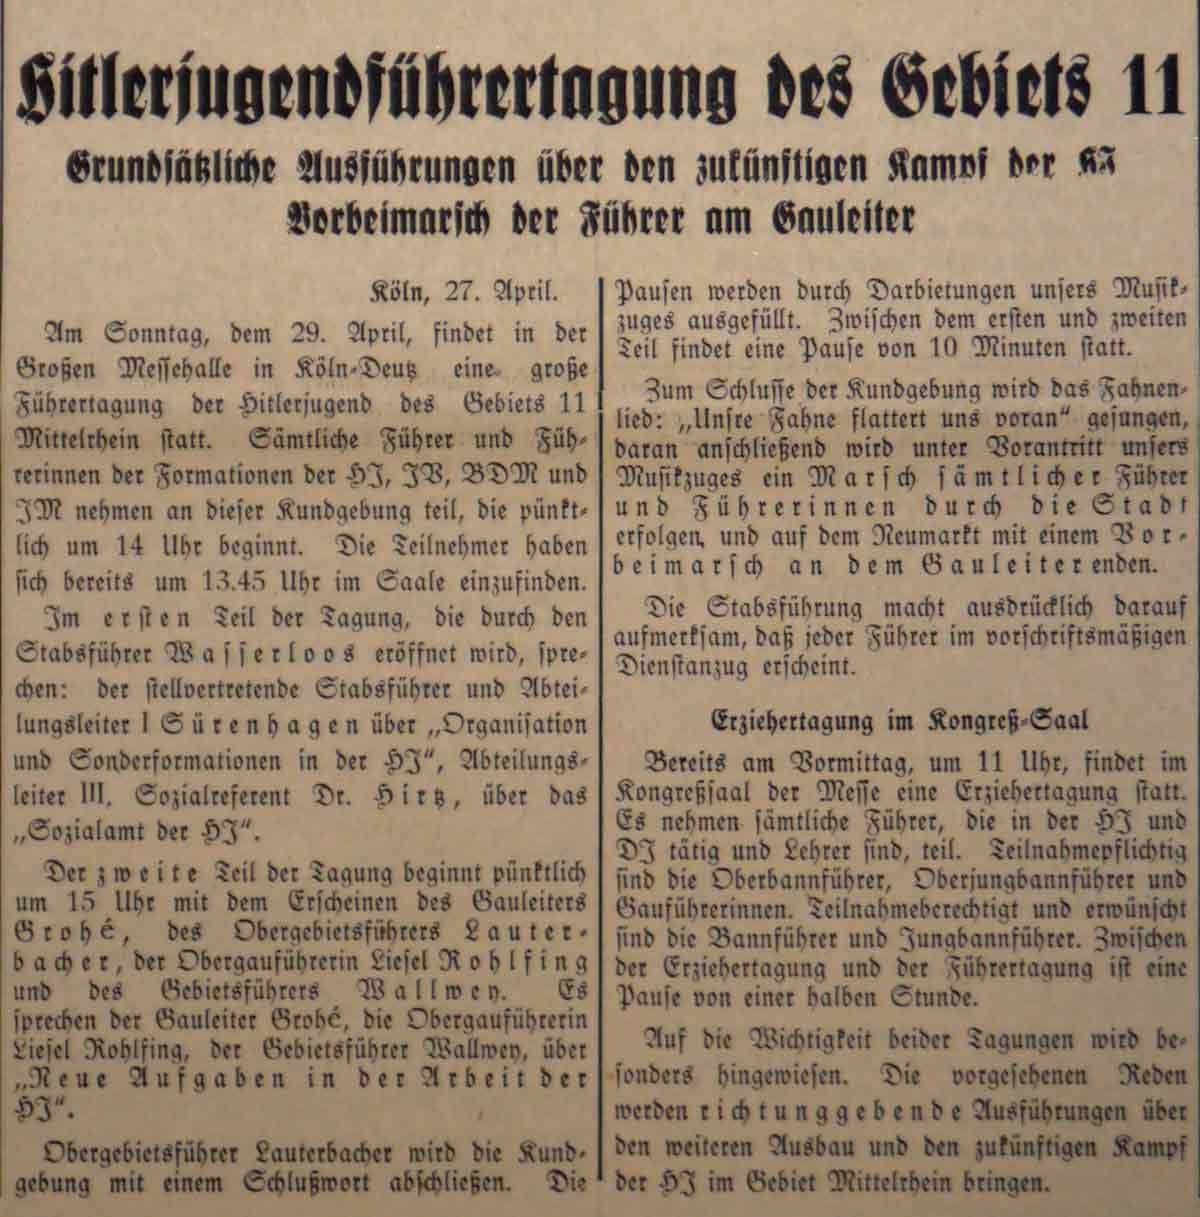 Hitlerjugendführertagung des Gebiets 11
Grundsätzliche Ausführungen über den zukünftigen Kampf der HJ
Vorbeimarsch der Führer am Gauleiter
Köln, 27. April.
Am Sonntag, dem 29. April, findet in der
Großen Messehalle in Köln-Deutz eine große
Führertagung der Hitlerjugend des Gebiets 11
Mittelrhein statt. Sämtliche Führer und Füh-
rerinnen der Formationen der HJ, JV, BDM und
JM nehmen an dieser Kundgebung teil, die pünkt-
lich um 14 Uhr beginnt. Die Teilnehmer haben
sich bereits um 13.45 Uhr im Saale einzufinden.
Im ersten Teil der Tagung, die durch den
Stabsführer Wasserloos eröffnet wird, spre-
chen: der stellvertretende Stabsführer und Abtei-
lungsleiter I Sürenhagen über „Organisation
und Sonderformationen in der HJ“, Abteilungs-
leiter III, Sozialreferent Dr. Hirtz, über das
„Sozialamt der HJ“.
Der zweite Teil der Tagung beginnt pünktlich
um 15 Uhr mit dem Erscheinen des Gauleiters
Grohé, des Obergebietsführers Lauter-
bacher, der Obergauführerin Liesel Rohlfing
und des Gebietsführers Wallwey. Es
sprechen der Gauleiter Grohé, die Obergauführerin
Liesel Rohlfing, der Gebietsführer Wallwey, über
„Neue Aufgaben in der Arbeit der
HJ“.
Obergebietsführer Lauterbacher wird die Kund-
gebung mit einem Schlußwort abschließen. Die
Pausen werden durch Darbietungen unsers Musik-
zuges ausgefüllt. Zwischen dem ersten und zweiten
Teil findet eine Pause von 10 Minuten statt.
Zum Schlusse der Kundgebung wird das Fahnen-
lied: „Unsre Fahne flattert uns voran“ gesungen,
daran anschließend wird unter Vorantritt unsers
Musikzuges ein Marsch sämtlicher Führer
und Führerinnen durch die Stadt
erfolgen, und auf dem Neumarkt mit einem Vor-
beimarsch an dem Gauleiter enden.
Die Stabsführung macht ausdrücklich darauf
aufmerksam, daß jeder Führer im vorschriftsmäßigen
Dienstanzug erscheint.
Erziehertagung im Kongreß-Saal
Bereits am Vormittag, um 11 Uhr, findet im
Kongreßsaal der Messe eine Erziehertagung statt.
Es nehmen sämtliche Führer, die in der HJ und
DJ tätig und Lehrer sind, teil. Teilnahmepflichtig
sind die Oberbannführer, Oberjungbannführer und
Gauführerinnen. Teilnahmeberechtigt und erwünscht
sind die Bannführer und Jungbannführer. Zwischen
der Erziehertagung und der Führertagung ist eine
Pause von einer halben Stunde.
Auf die Wichtigkeit beider Tagungen wird be-
sonders hingewiesen. Die vorgesehenen Reden
werden richtunggebende Ausführungen über
den weiteren Ausbau und den zukünftigen Kampf
der HJ im Gebiet Mittelrhein bringen.